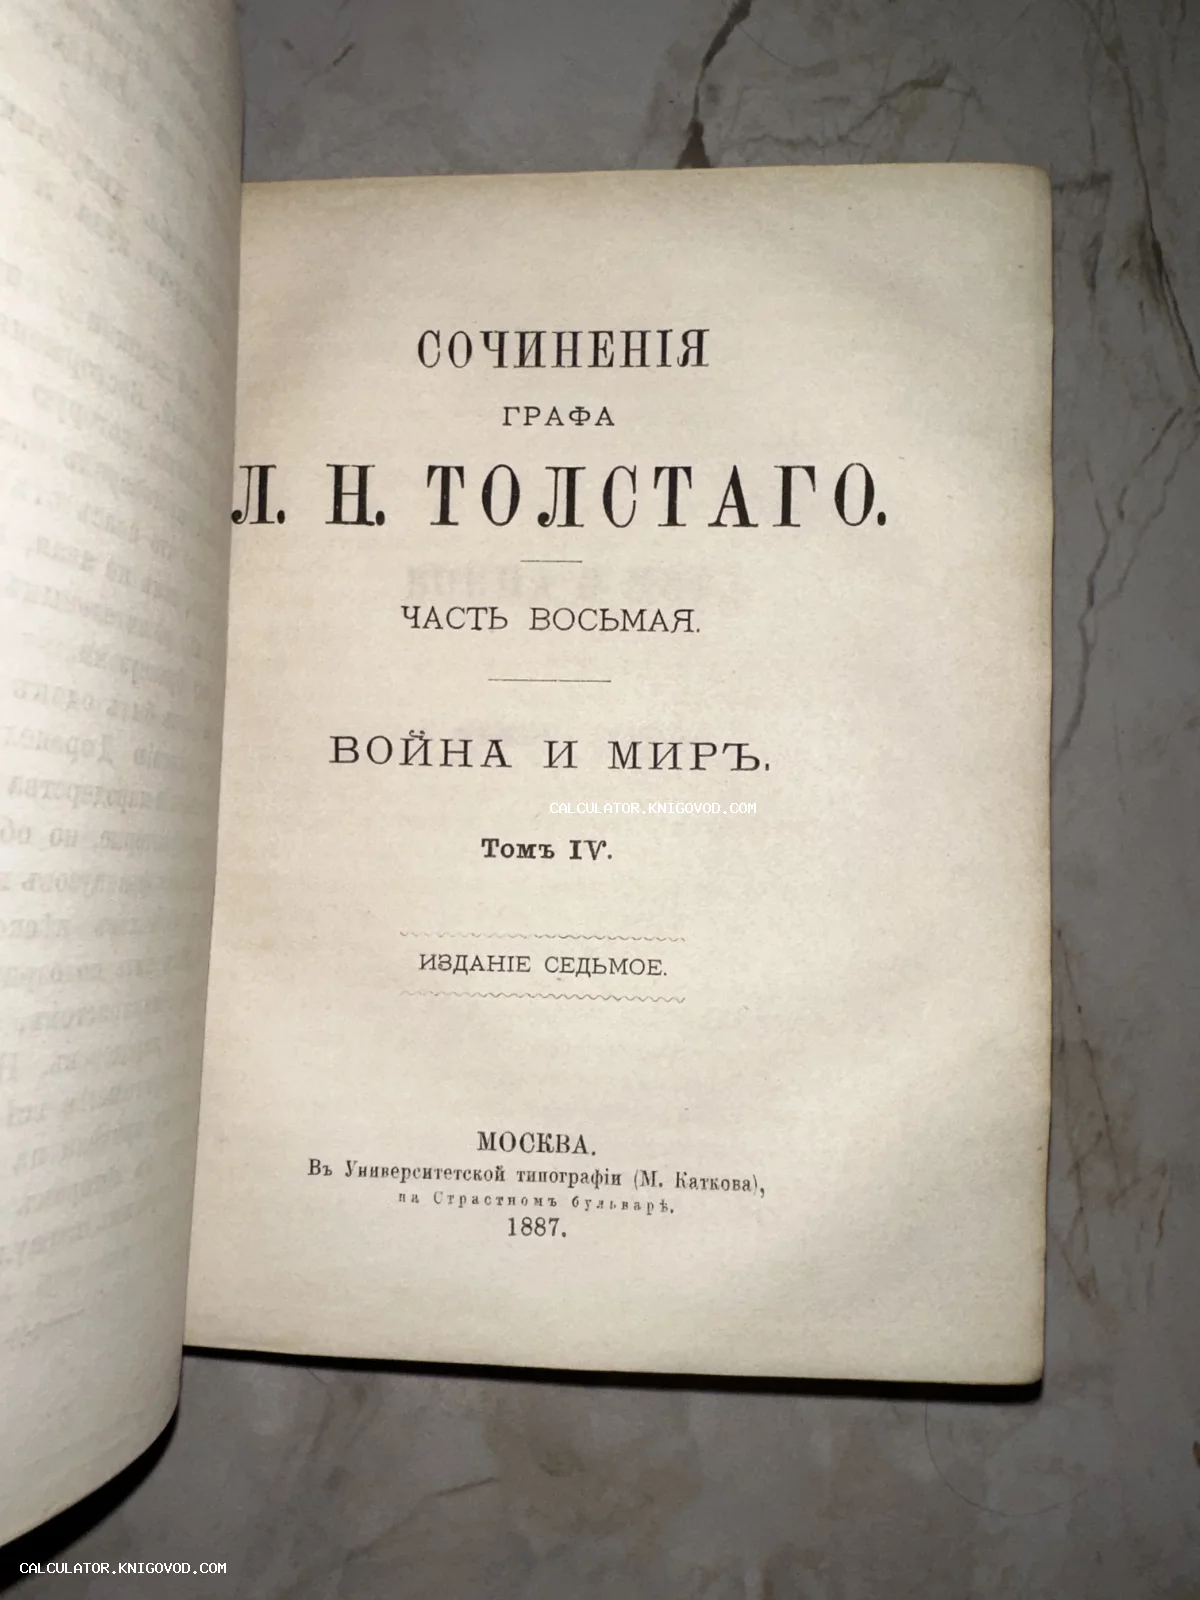 СОЧИНЕНІЯ
ГРАФА
Л. Н. ТОЛСТАГО.
ЧАСТЬ ВОСЬМАЯ.
ВОЙНА И МИРЪ.
CALCULATOR.KNIGOVOD.COM
Томъ IV.
ИЗДАНІЕ СЕДЬМОЕ.
МОСКВА.
Въ Университетской типографіи (М. Каткова),
на Страстномъ бульварѣ.
1887.
CALCULATOR.KNIGOVOD.COM